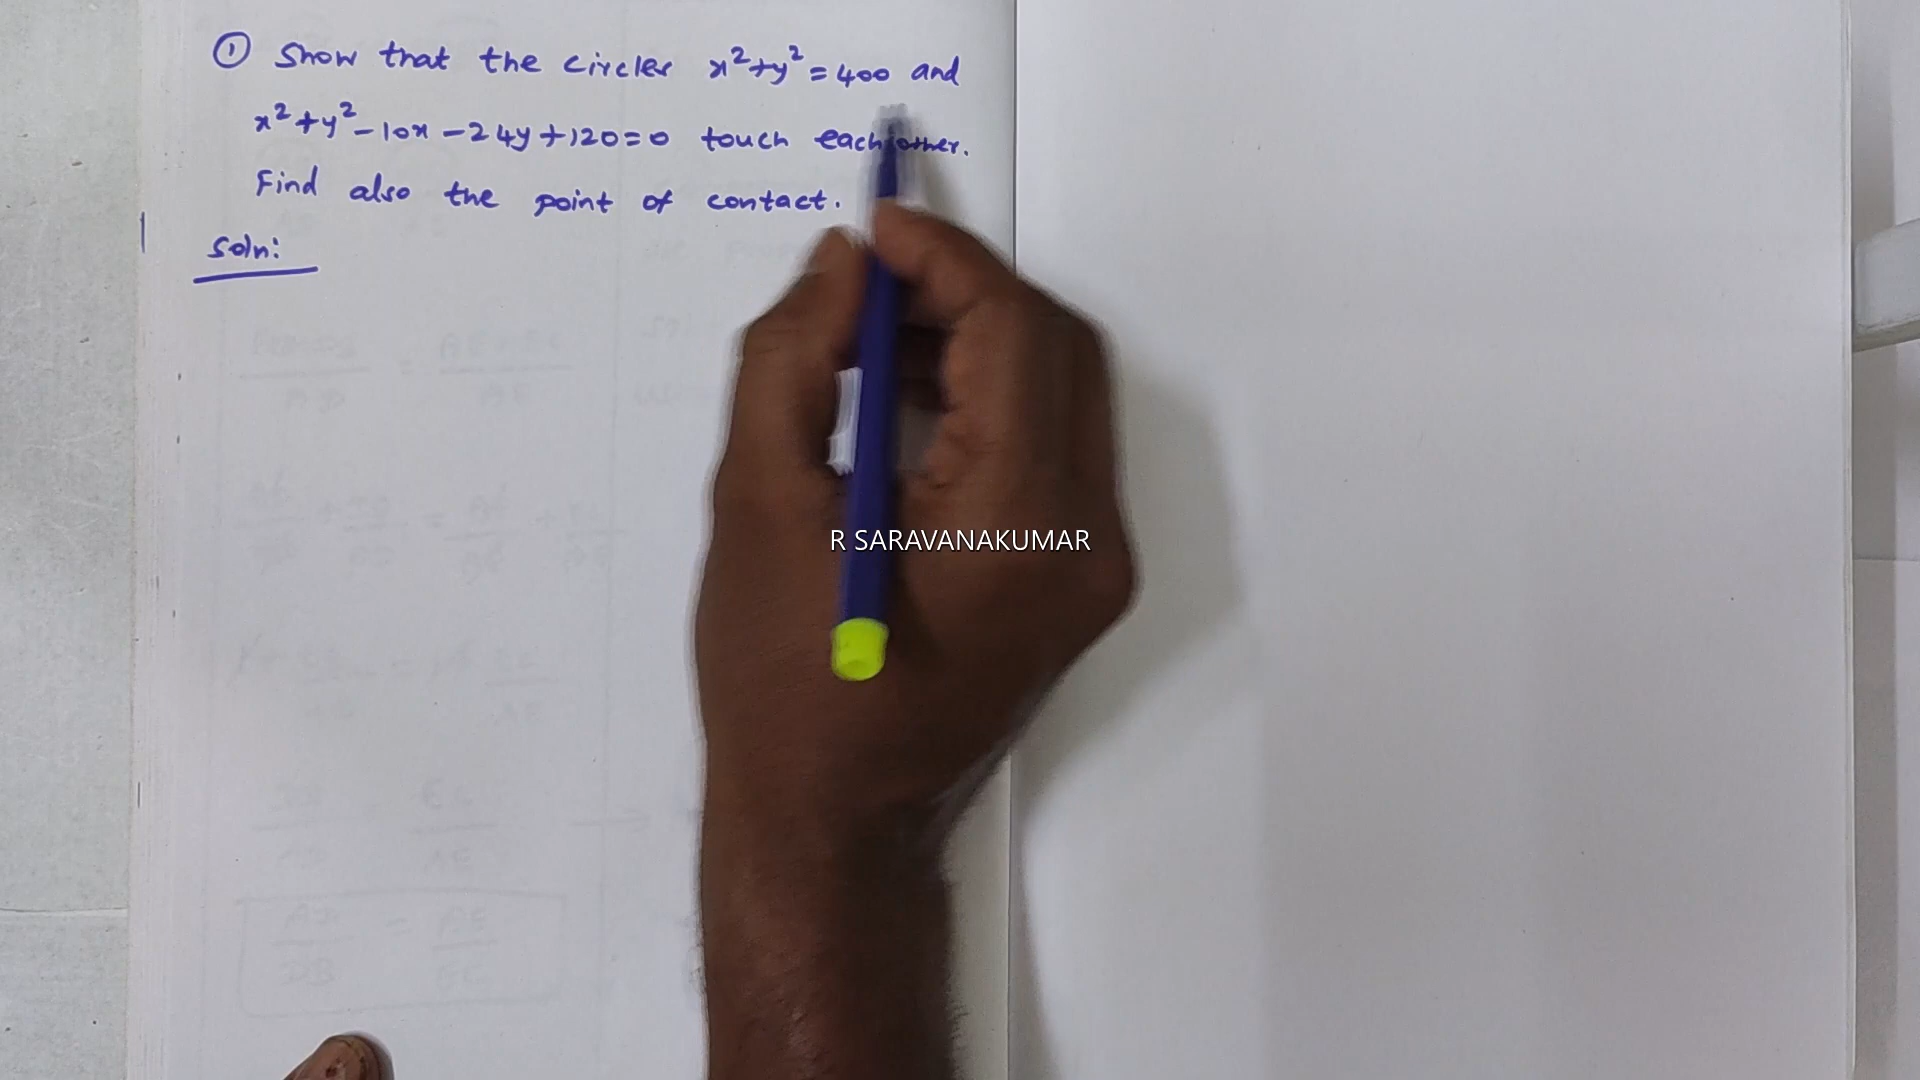 ① Show that the circles x²+y²=400 and
x²+y²-10x-24y+120=0 touch each other.
Find also the point of contact.
Soln:
R SARAVANAKUMAR